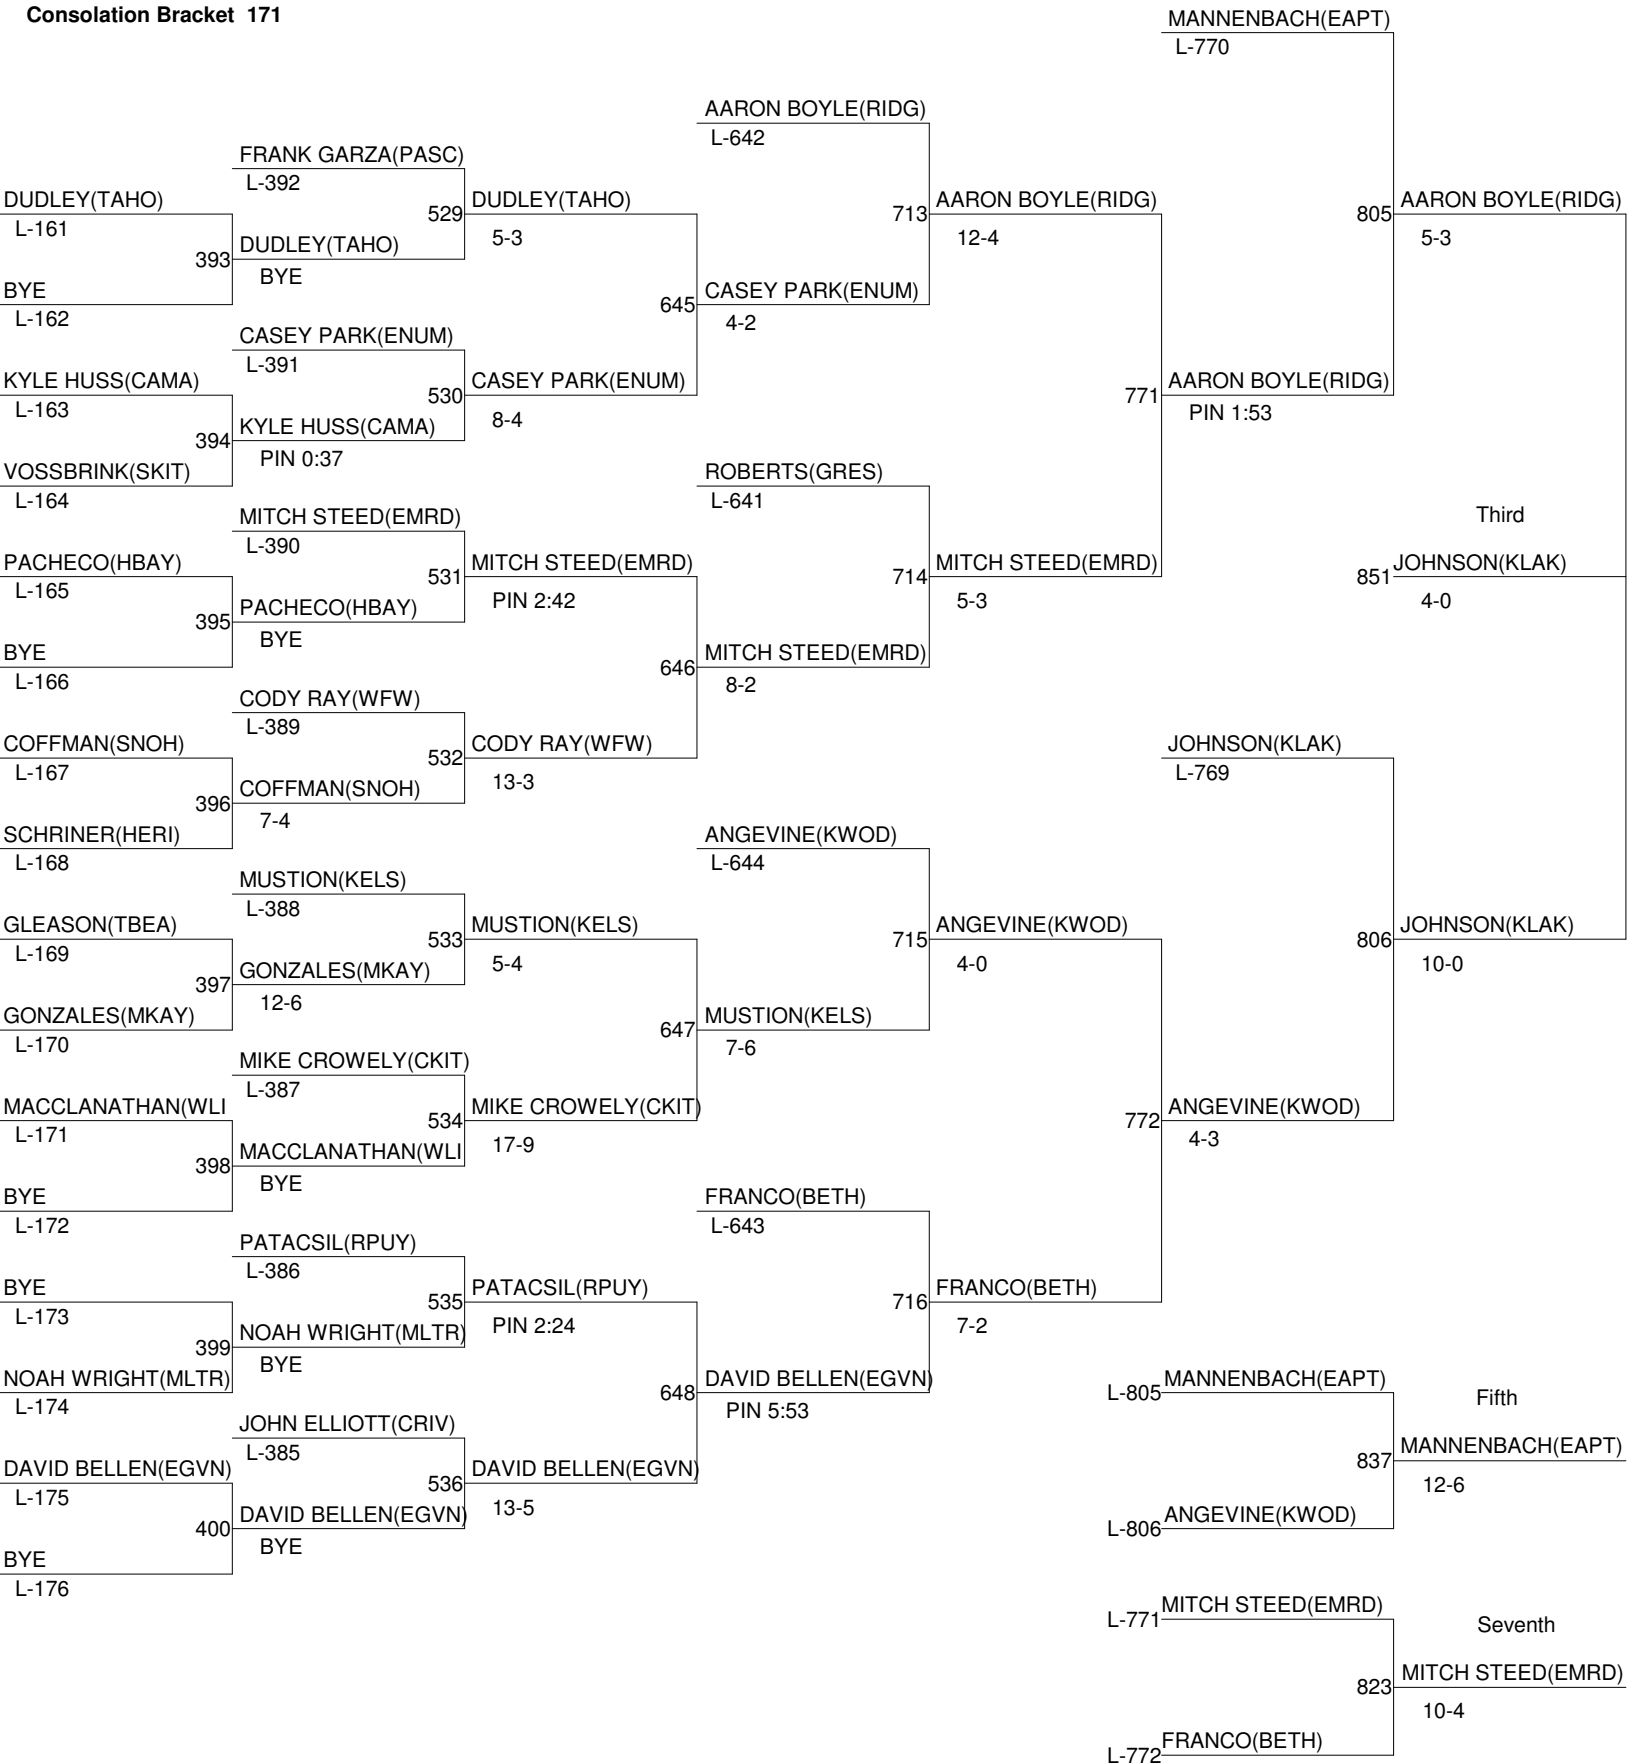 Consolation Bracket 171
MANNENBACH(EAPT)
L-770
AARON BOYLE(RIDG)
L-642
FRANK GARZA(PASC)
L-392
DUDLEY(TAHO)
529
DUDLEY(TAHO)
713
AARON BOYLE(RIDG)
805
AARON BOYLE(RIDG)
L-161
5-3
12-4
5-3
393
DUDLEY(TAHO)
BYE
BYE
645
CASEY PARK(ENUM)
L-162
4-2
CASEY PARK(ENUM)
L-391
KYLE HUSS(CAMA)
530
CASEY PARK(ENUM)
771
AARON BOYLE(RIDG)
L-163
8-4
PIN 1:53
394
KYLE HUSS(CAMA)
PIN 0:37
VOSSBRINK(SKIT)
ROBERTS(GRES)
L-164
L-641
MITCH STEED(EMRD)
Third
L-390
PACHECO(HBAY)
531
MITCH STEED(EMRD)
714
MITCH STEED(EMRD)
851
JOHNSON(KLAK)
L-165
PIN 2:42
5-3
4-0
395
PACHECO(HBAY)
BYE
BYE
646
MITCH STEED(EMRD)
L-166
8-2
CODY RAY(WFW)
L-389
COFFMAN(SNOH)
532
CODY RAY(WFW)
JOHNSON(KLAK)
L-167
13-3
L-769
396
COFFMAN(SNOH)
7-4
SCHRINER(HERI)
ANGEVINE(KWOD)
L-168
L-644
MUSTION(KELS)
L-388
GLEASON(TBEA)
533
MUSTION(KELS)
715
ANGEVINE(KWOD)
806
JOHNSON(KLAK)
L-169
5-4
4-0
10-0
397
GONZALES(MKAY)
12-6
GONZALES(MKAY)
647
MUSTION(KELS)
L-170
7-6
MIKE CROWELY(CKIT)
L-387
MACCLANATHAN(WLI
534
MIKE CROWELY(CKIT)
772
ANGEVINE(KWOD)
L-171
17-9
4-3
398
MACCLANATHAN(WLI
BYE
BYE
FRANCO(BETH)
L-172
L-643
PATACSIL(RPUY)
L-386
BYE
535
PATACSIL(RPUY)
716
FRANCO(BETH)
L-173
PIN 2:24
7-2
399
NOAH WRIGHT(MLTR)
BYE
NOAH WRIGHT(MLTR)
648
DAVID BELLEN(EGVN)
L-805
MANNENBACH(EAPT)
Fifth
L-174
PIN 5:53
JOHN ELLIOTT(CRIV)
L-385
837
MANNENBACH(EAPT)
12-6
DAVID BELLEN(EGVN)
536
DAVID BELLEN(EGVN)
L-175
13-5
400
DAVID BELLEN(EGVN)
L-806
ANGEVINE(KWOD)
BYE
BYE
L-176
L-771
MITCH STEED(EMRD)
Seventh
823
MITCH STEED(EMRD)
10-4
L-772
FRANCO(BETH)